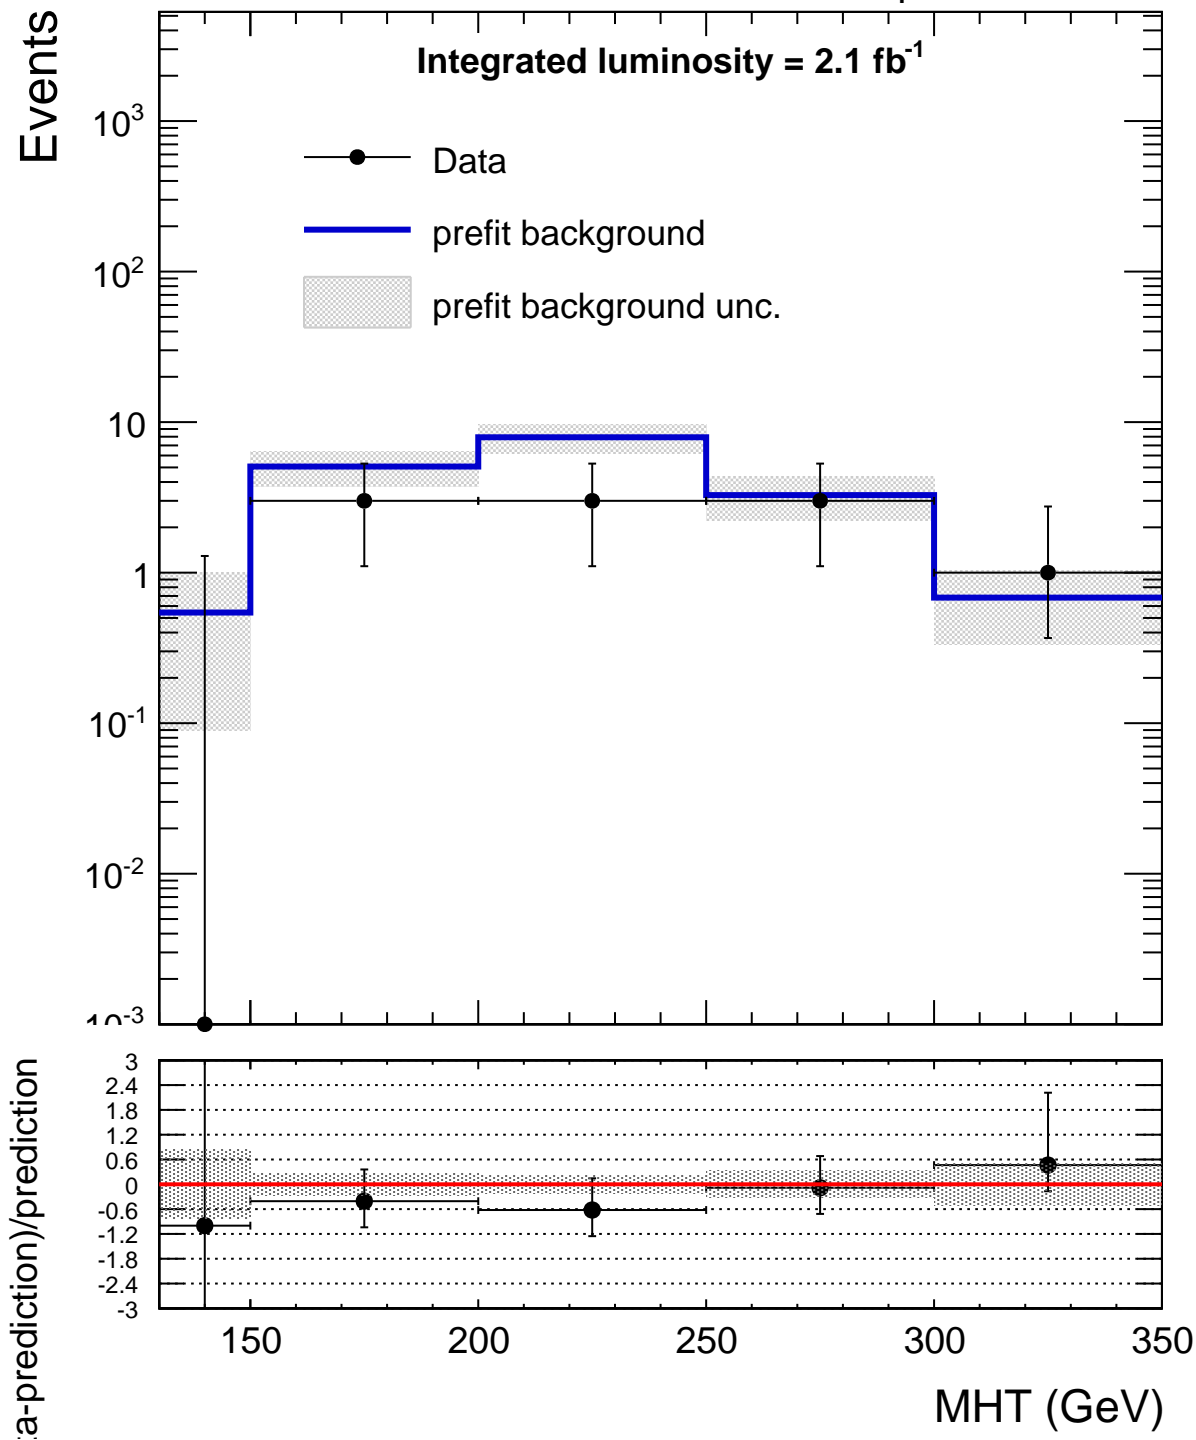 Events
Integrated luminosity = 2.1 fb⁻¹
Data
prefit background
prefit background unc.
10³
10²
10
1
10⁻¹
10⁻²
10⁻³
ta-prediction)/prediction
3
2.4
1.8
1.2
0.6
0
-0.6
-1.2
-1.8
-2.4
-3
150 200 250 300 350
MHT (GeV)